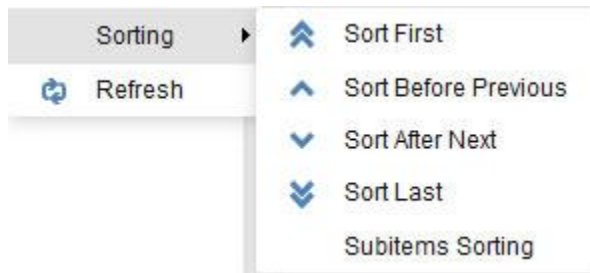 Sorting
Refresh
Sort First
Sort Before Previous
Sort After Next
Sort Last
Subitems Sorting